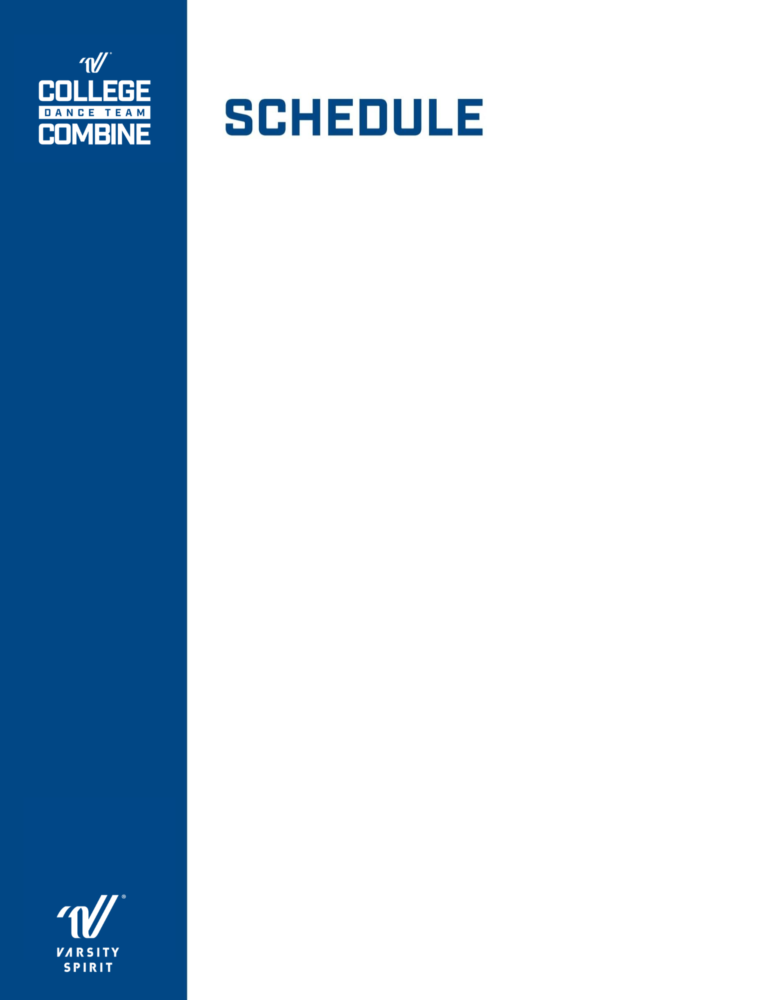 COLLEGE
DANCE TEAM
COMBINE
SCHEDULE
®
VARSITY
SPIRIT